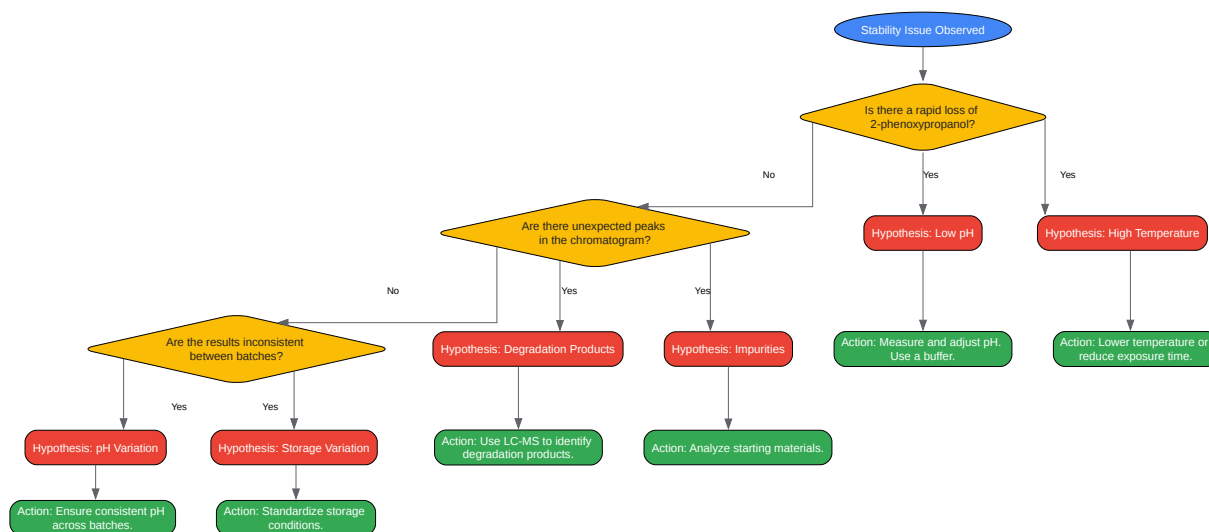 Stability Issue Observed
Is there a rapid loss of
2-phenoxypropanol?
No
Yes
Yes
Are there unexpected peaks
in the chromatogram?
Hypothesis: Low pH
Hypothesis: High Temperature
No
Yes
Yes
Are the results inconsistent
between batches?
Hypothesis: Degradation Products
Hypothesis: Impurities
Action: Measure and adjust pH.
Use a buffer.
Action: Lower temperature or
reduce exposure time.
Yes
Yes
Hypothesis: pH Variation
Hypothesis: Storage Variation
Action: Use LC-MS to identify
degradation products.
Action: Analyze starting materials.
Action: Ensure consistent pH
across batches.
Action: Standardize storage
conditions.